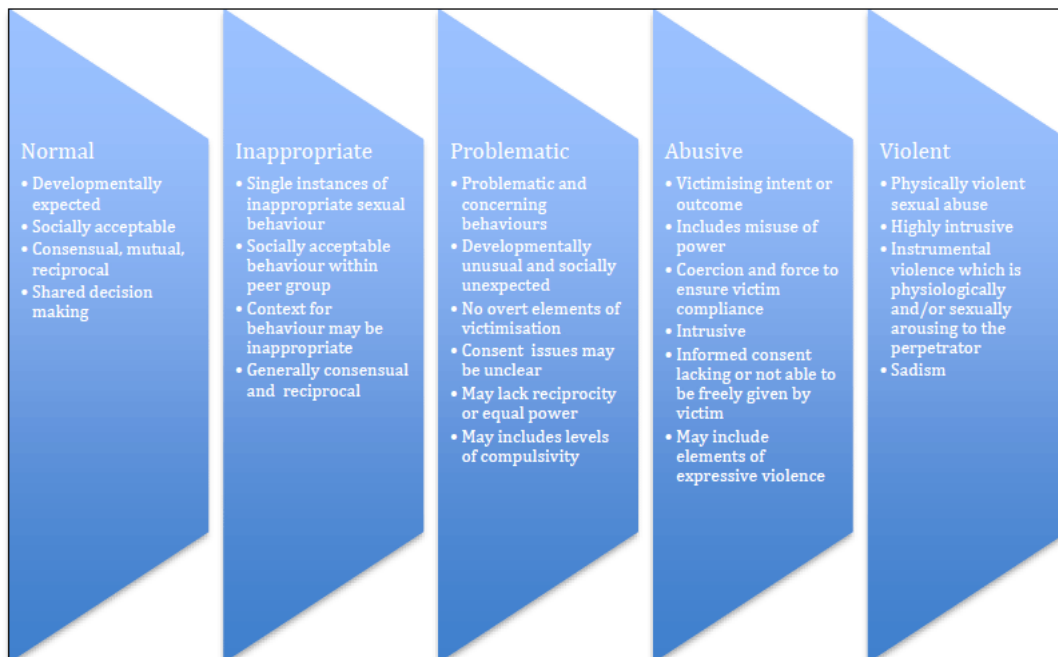 Normal
• Developmentally
expected
• Socially acceptable
• Consensual, mutual,
reciprocal
• Shared decision
making
Inappropriate
• Single instances of
inappropriate sexual
behaviour
• Socially acceptable
behaviour within
peer group
• Context for
behaviour may be
inappropriate
• Generally consensual
and reciprocal
Problematic
• Problematic and
concerning
behaviours
• Developmentally
unusual and socially
unexpected
• No overt elements of
victimisation
• Consent issues may
be unclear
• May lack reciprocity
or equal power
• May includes levels
of compulsivity
Abusive
• Victimising intent or
outcome
• Includes misuse of
power
• Coercion and force to
ensure victim
compliance
• Intrusive
• Informed consent
lacking or not able to
be freely given by
victim
• May include
elements of
expressive violence
Violent
• Physically violent
sexual abuse
• Highly intrusive
• Instrumental
violence which is
physiologically
and/or sexually
arousing to the
perpetrator
• Sadism